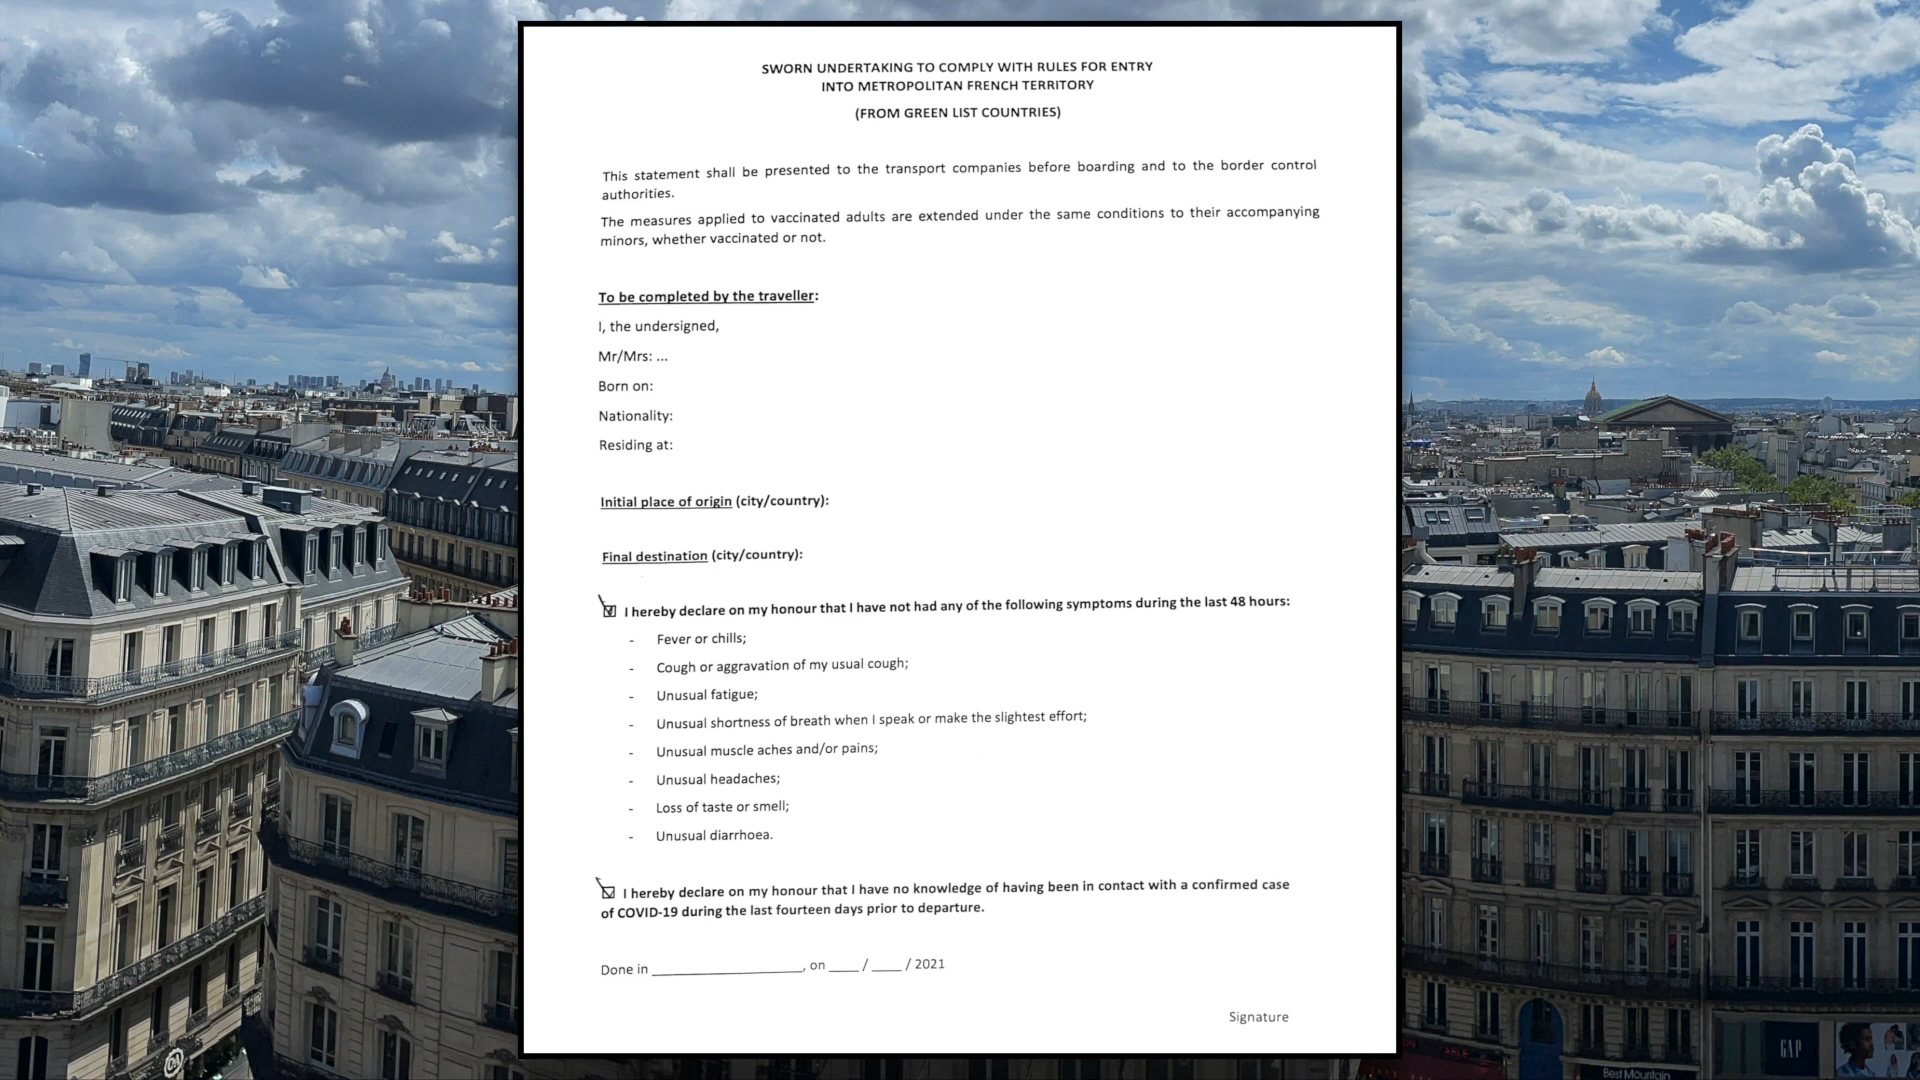 SWORN UNDERTAKING TO COMPLY WITH RULES FOR ENTRY
INTO METROPOLITAN FRENCH TERRITORY
(FROM GREEN LIST COUNTRIES)
This statement shall be presented to the transport companies before boarding and to the border control
authorities.
The measures applied to vaccinated adults are extended under the same conditions to their accompanying
minors, whether vaccinated or not.
To be completed by the traveller:
I, the undersigned,
Mr/Mrs: ...
Born on:
Nationality:
Residing at:
Initial place of origin (city/country):
Final destination (city/country):
I hereby declare on my honour that I have not had any of the following symptoms during the last 48 hours:
- Fever or chills;
- Cough or aggravation of my usual cough;
- Unusual fatigue;
- Unusual shortness of breath when I speak or make the slightest effort;
- Unusual muscle aches and/or pains;
- Unusual headaches;
- Loss of taste or smell;
- Unusual diarrhoea.
I hereby declare on my honour that I have no knowledge of having been in contact with a confirmed case
of COVID-19 during the last fourteen days prior to departure.
Done in ____________________, on ____ / ____ / 2021
Signature
GAP
Best Mountain